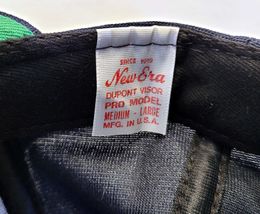 SINCE 1920
New Era
DUPONT VISOR
PRO MODEL
MEDIUM - LARGE
MFG. IN U.S.A.